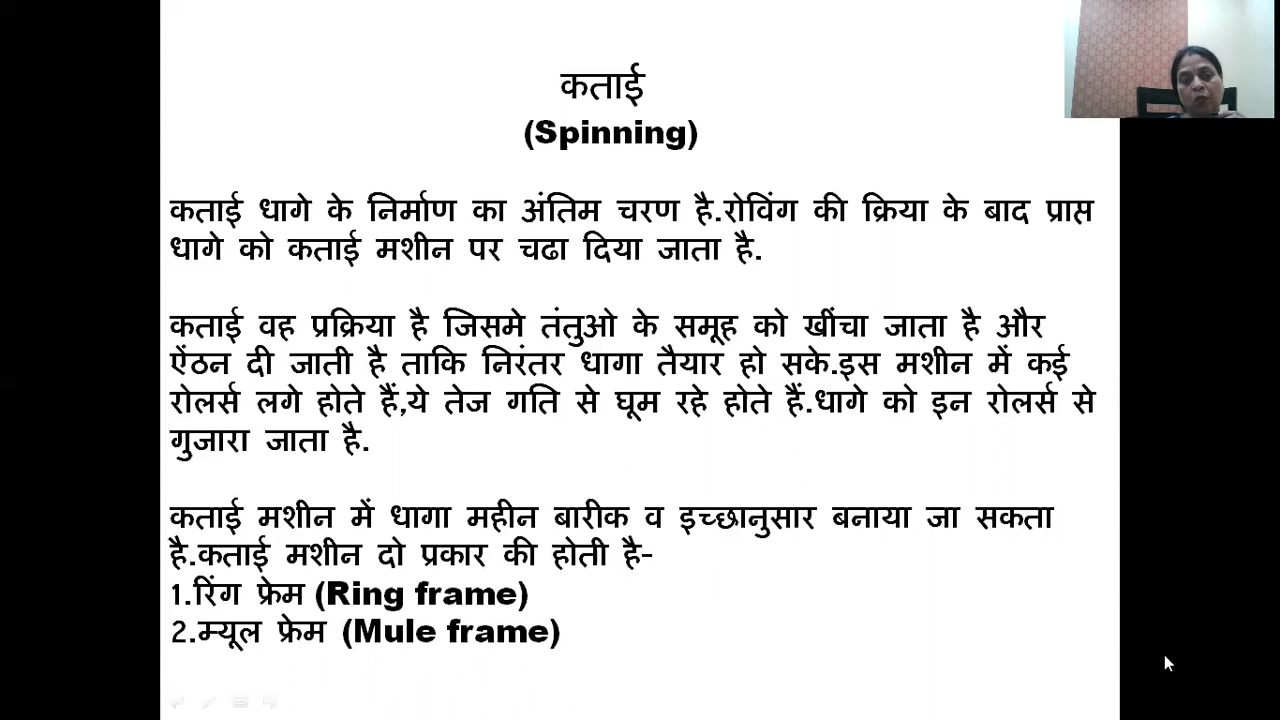 कताई
(Spinning)
कताई धागे के निर्माण का अंतिम चरण है.रोविंग की क्रिया के बाद प्राप्त
धागे को कताई मशीन पर चढा दिया जाता है.
कताई वह प्रक्रिया है जिसमे तंतुओ के समूह को खींचा जाता है और
ऐंठन दी जाती है ताकि निरंतर धागा तैयार हो सके.इस मशीन में कई
रोलर्स लगे होते हैं,ये तेज गति से घूम रहे होते हैं.धागे को इन रोलर्स से
गुजारा जाता है.
कताई मशीन में धागा महीन बारीक व इच्छानुसार बनाया जा सकता
है.कताई मशीन दो प्रकार की होती है-
1.रिंग फ्रेम (Ring frame)
2.म्यूल फ्रेम (Mule frame)